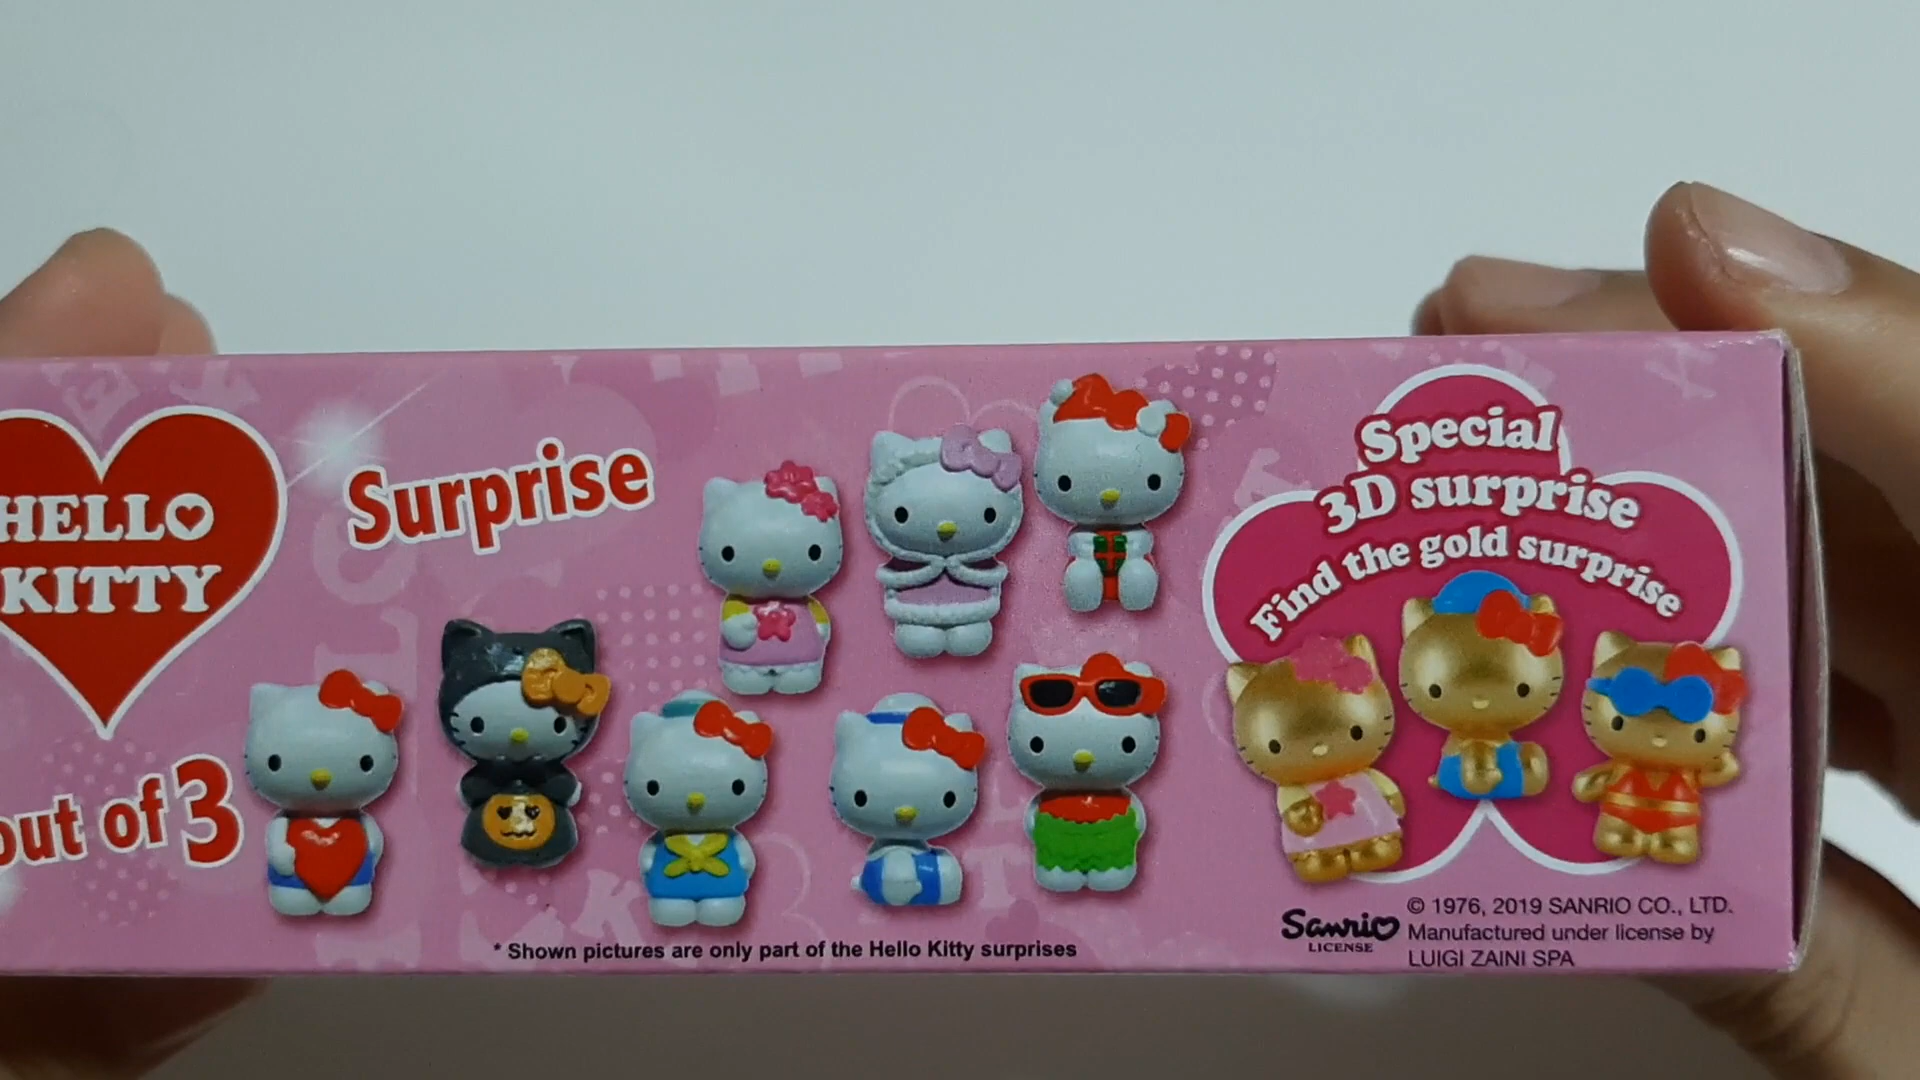 HELLO
KITTY
Surprise
out of 3
Special
3D surprise
Find the gold surprise
* Shown pictures are only part of the Hello Kitty surprises
Sanrio
LICENSE
© 1976, 2019 SANRIO CO., LTD.
Manufactured under license by
LUIGI ZAINI SPA